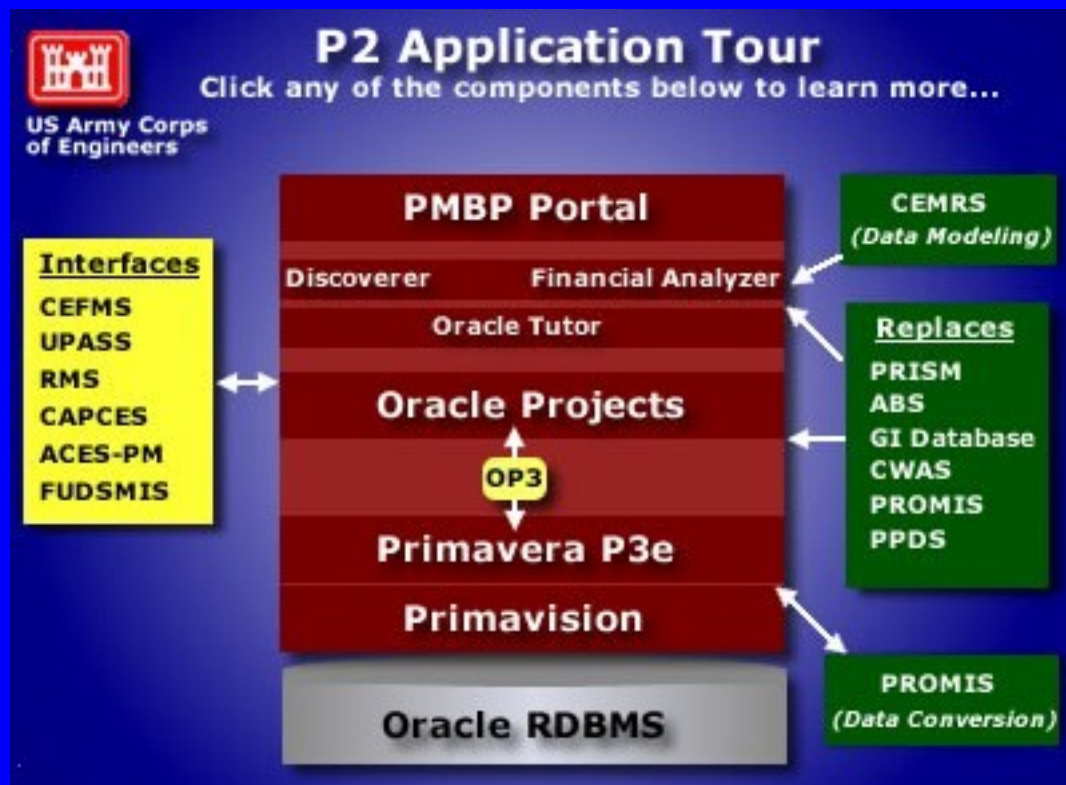 P2 Application Tour
Click any of the components below to learn more...
US Army Corps
of Engineers
PMBP Portal
Discoverer
Financial Analyzer
Oracle Tutor
Oracle Projects
OP3
Primavera P3e
Primavision
Oracle RDBMS
Interfaces
CEFMS
UPASS
RMS
CAPCES
ACES-PM
FUDSMIS
CEMRS
(Data Modeling)
Replaces
PRISM
ABS
GI Database
CWAS
PROMIS
PPDS
PROMIS
(Data Conversion)